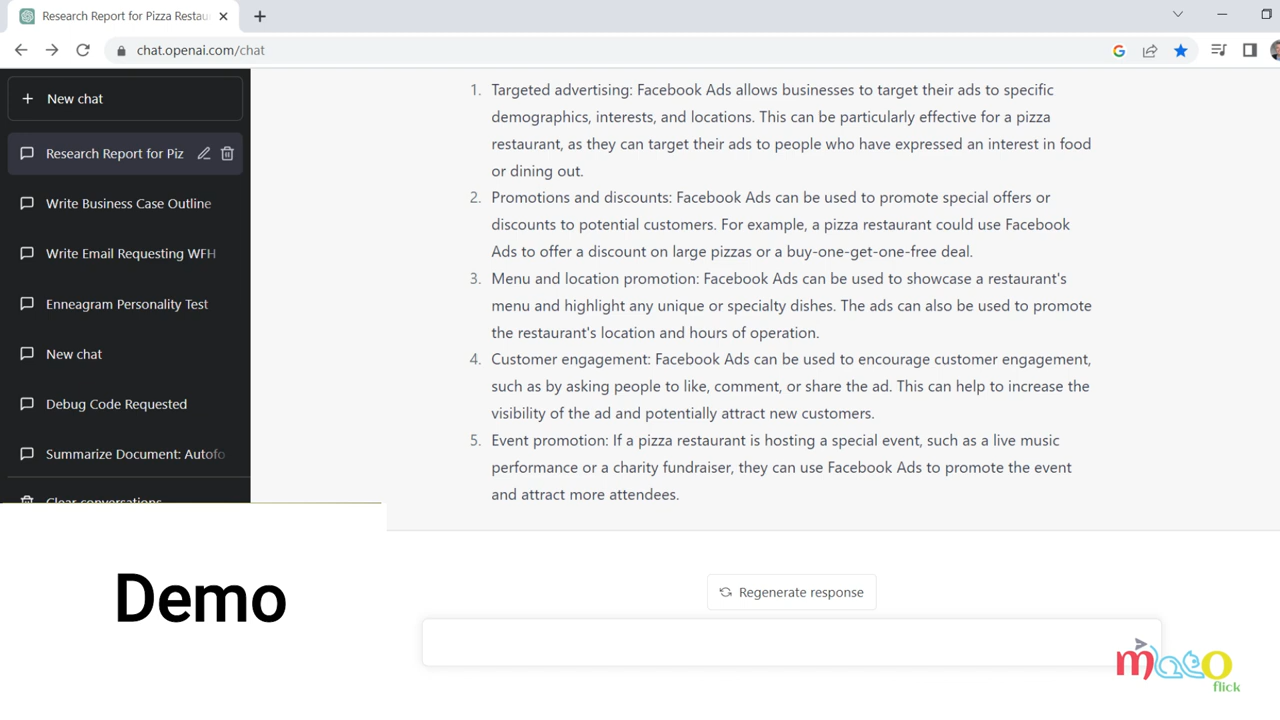 Research Report for Pizza Restau
chat.openai.com/chat
New chat
Research Report for Piz
Write Business Case Outline
Write Email Requesting WFH
Enneagram Personality Test
New chat
Debug Code Requested
Summarize Document: Autofo
Clear conversations
1. Targeted advertising: Facebook Ads allows businesses to target their ads to specific
demographics, interests, and locations. This can be particularly effective for a pizza
restaurant, as they can target their ads to people who have expressed an interest in food
or dining out.
2. Promotions and discounts: Facebook Ads can be used to promote special offers or
discounts to potential customers. For example, a pizza restaurant could use Facebook
Ads to offer a discount on large pizzas or a buy-one-get-one-free deal.
3. Menu and location promotion: Facebook Ads can be used to showcase a restaurant's
menu and highlight any unique or specialty dishes. The ads can also be used to promote
the restaurant's location and hours of operation.
4. Customer engagement: Facebook Ads can be used to encourage customer engagement,
such as by asking people to like, comment, or share the ad. This can help to increase the
visibility of the ad and potentially attract new customers.
5. Event promotion: If a pizza restaurant is hosting a special event, such as a live music
performance or a charity fundraiser, they can use Facebook Ads to promote the event
and attract more attendees.
Regenerate response
Demo
flick